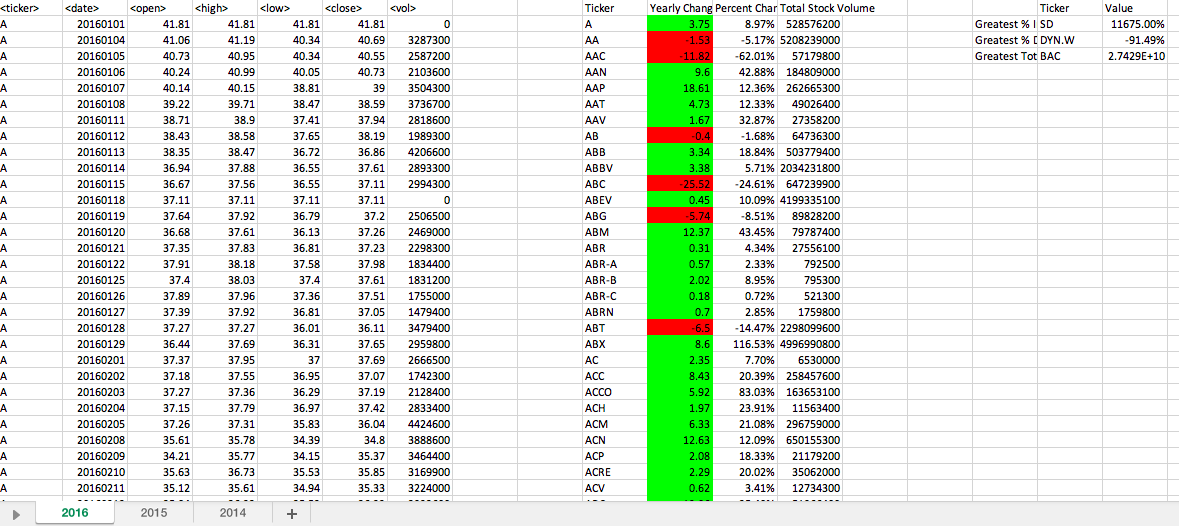 <ticker> <date> <open> <high> <low> <close> <vol> Ticker Yearly Chang Percent Char Total Stock Volume Ticker Value
A 20160101 41.81 41.81 41.81 41.81 0 A 3.75 8.97% 528576200 Greatest % I SD 11675.00%
A 20160104 41.06 41.19 40.34 40.69 3287300 AA -1.53 -5.17% 5208239000 Greatest % D DYN.W -91.49%
A 20160105 40.73 40.95 40.34 40.55 2587200 AAC -11.82 -62.01% 57179800 Greatest Tot BAC 2.7429E+10
A 20160106 40.24 40.99 40.05 40.73 2103600 AAN 9.6 42.88% 184809000
A 20160107 40.14 40.15 38.81 39 3504300 AAP 18.61 12.36% 262665300
A 20160108 39.22 39.71 38.47 38.59 3736700 AAT 4.73 12.33% 49026400
A 20160111 38.71 38.9 37.41 37.94 2818600 AAV 1.67 32.87% 27358200
A 20160112 38.43 38.58 37.65 38.19 1989300 AB -0.4 -1.68% 64736300
A 20160113 38.35 38.47 36.72 36.86 4206600 ABB 3.34 18.84% 503779400
A 20160114 36.94 37.88 36.55 37.61 2893300 ABBV 3.38 5.71% 2034231800
A 20160115 36.67 37.56 36.55 37.11 2994300 ABC -25.52 -24.61% 647239900
A 20160118 37.11 37.11 37.11 37.11 0 ABEV 0.45 10.09% 4199335100
A 20160119 37.64 37.92 36.79 37.2 2506500 ABG -5.74 -8.51% 89828200
A 20160120 36.68 37.61 36.13 37.26 2469000 ABM 12.37 43.45% 79787400
A 20160121 37.35 37.83 36.81 37.23 2298300 ABR 0.31 4.34% 27556100
A 20160122 37.91 38.18 37.58 37.98 1834400 ABR-A 0.57 2.33% 792500
A 20160125 37.4 38.03 37.4 37.61 1831200 ABR-B 2.02 8.95% 795300
A 20160126 37.89 37.96 37.36 37.51 1755000 ABR-C 0.18 0.72% 521300
A 20160127 37.39 37.92 36.81 37.05 1479400 ABRN 0.7 2.85% 1759800
A 20160128 37.27 37.27 36.01 36.11 3479400 ABT -6.5 -14.47% 2298099600
A 20160129 36.44 37.69 36.31 37.65 2959800 ABX 8.6 116.53% 4996990800
A 20160201 37.37 37.95 37 37.69 2666500 AC 2.35 7.70% 6530000
A 20160202 37.18 37.55 36.95 37.07 1742300 ACC 8.43 20.39% 258457600
A 20160203 37.27 37.36 36.29 37.19 2128400 ACCO 5.92 83.03% 163653100
A 20160204 37.15 37.79 36.97 37.42 2833400 ACH 1.97 23.91% 11563400
A 20160205 37.26 37.31 35.83 36.04 4424600 ACM 6.33 21.08% 296759000
A 20160208 35.61 35.78 34.39 34.8 3888600 ACN 12.63 12.09% 650155300
A 20160209 34.21 35.77 34.15 35.37 3464400 ACP 2.08 18.33% 21179200
A 20160210 35.63 36.73 35.53 35.85 3169900 ACRE 2.29 20.02% 35062000
A 20160211 35.12 35.61 34.94 35.33 3224000 ACV 0.62 3.41% 12734300
2016 2015 2014 +